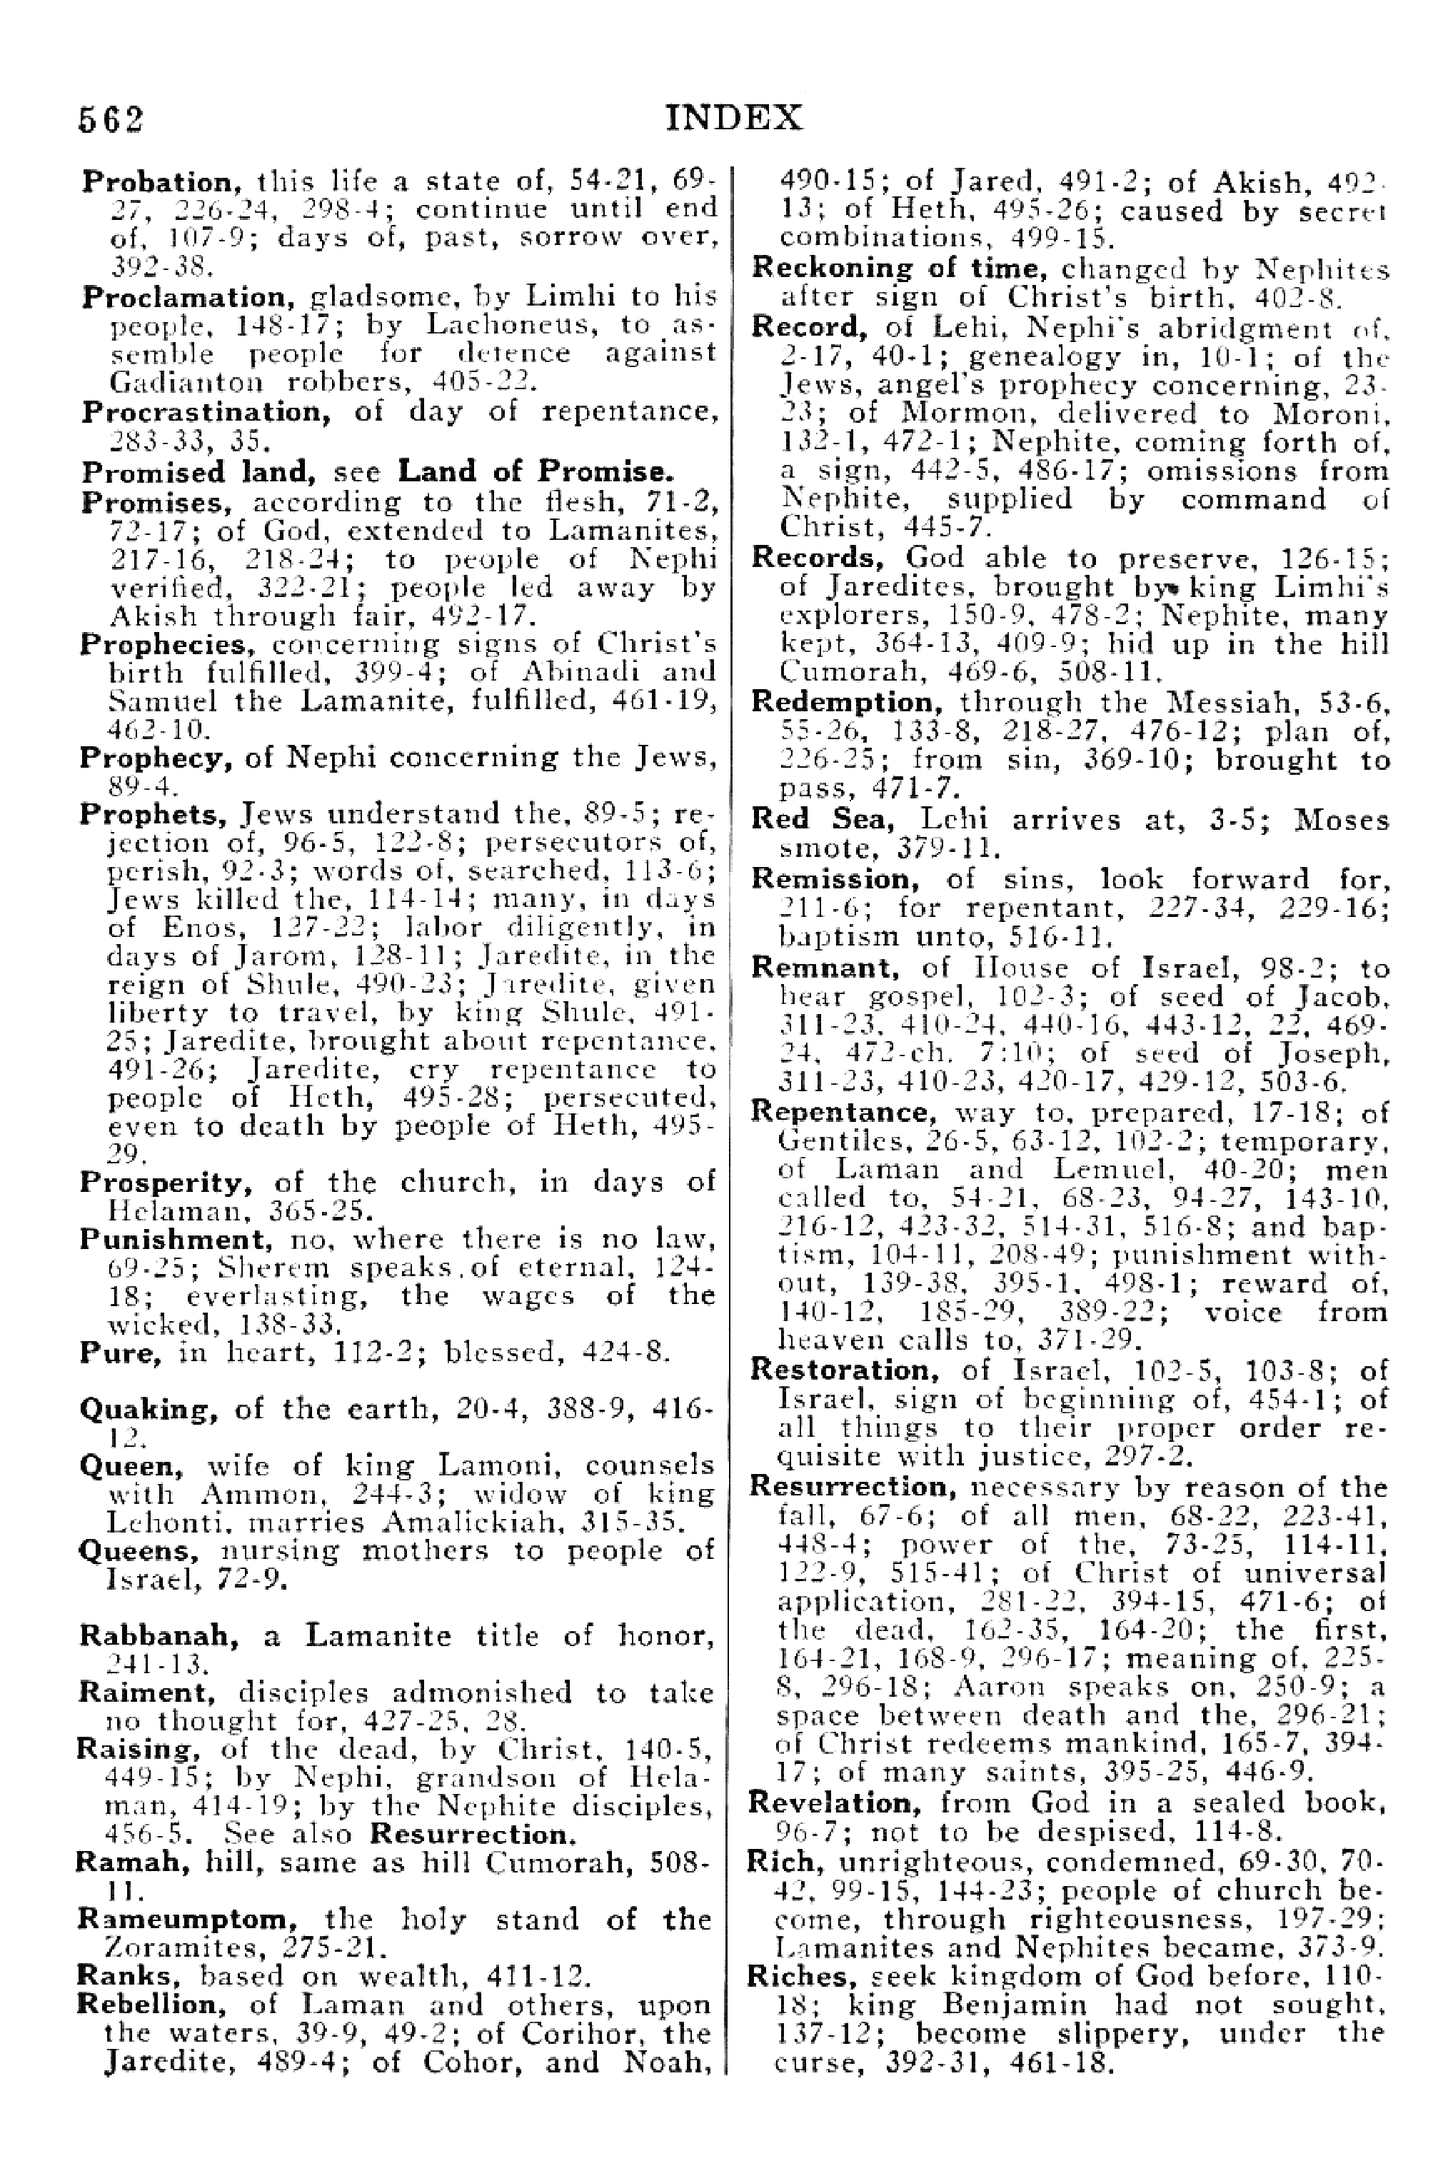 562
INDEX
Probation, this life a state of, 54-21, 69-
27, 226-24, 298-4; continue until end
of, 107-9; days of, past, sorrow over,
392-38.
Proclamation, gladsome, by Limhi to his
people, 148-17; by Lachoneus, to as-
semble people for defence against
Gadianton robbers, 405-22.
Procrastination, of day of repentance,
283-33, 35.
Promised land, see Land of Promise.
Promises, according to the flesh, 71-2,
72-17; of God, extended to Lamanites,
217-16, 218-24; to people of Nephi
verified, 322-21; people led away by
Akish through fair, 492-17.
Prophecies, concerning signs of Christ's
birth fulfilled, 399-4; of Abinadi and
Samuel the Lamanite, fulfilled, 461-19,
462-10.
Prophecy, of Nephi concerning the Jews,
89-4.
Prophets, Jews understand the, 89-5; re-
jection of, 96-5, 122-8; persecutors of,
perish, 92-3; words of, searched, 113-6;
Jews killed the, 114-14; many, in days
of Enos, 127-22; labor diligently, in
days of Jarom, 128-11; Jaredite, in the
reign of Shule, 490-23; Jaredite, given
liberty to travel, by king Shule, 491-
25; Jaredite, brought about repentance,
491-26; Jaredite, cry repentance to
people of Heth, 495-28; persecuted,
even to death by people of Heth, 495-
29.
Prosperity, of the church, in days of
Helaman, 365-25.
Punishment, no, where there is no law,
69-25; Sherem speaks of eternal, 124-
18; everlasting, the wages of the
wicked, 138-33.
Pure, in heart, 112-2; blessed, 424-8.
Quaking, of the earth, 20-4, 388-9, 416-
12.
Queen, wife of king Lamoni, counsels
with Ammon, 244-3; widow of king
Lehonti, marries Amalickiah, 315-35.
Queens, nursing mothers to people of
Israel, 72-9.
Rabbanah, a Lamanite title of honor,
241-13.
Raiment, disciples admonished to take
no thought for, 427-25, 28.
Raising, of the dead, by Christ, 140-5,
449-15; by Nephi, grandson of Hela-
man, 414-19; by the Nephite disciples,
456-5. See also Resurrection.
Ramah, hill, same as hill Cumorah, 508-
11.
Rameumptom, the holy stand of the
Zoramites, 275-21.
Ranks, based on wealth, 411-12.
Rebellion, of Laman and others, upon
the waters, 39-9, 49-2; of Corihor, the
Jaredite, 489-4; of Cohor, and Noah,
490-15; of Jared, 491-2; of Akish, 492-
13; of Heth, 495-26; caused by secret
combinations, 499-15.
Reckoning of time, changed by Nephites
after sign of Christ's birth, 402-8.
Record, of Lehi, Nephi's abridgment of,
2-17, 40-1; genealogy in, 10-1; of the
Jews, angel's prophecy concerning, 23-
23; of Mormon, delivered to Moroni,
132-1, 472-1; Nephite, coming forth of,
a sign, 442-5, 486-17; omissions from
Nephite, supplied by command of
Christ, 445-7.
Records, God able to preserve, 126-15;
of Jaredites, brought by king Limhi's
explorers, 150-9, 478-2; Nephite, many
kept, 364-13, 409-9; hid up in the hill
Cumorah, 469-6, 508-11.
Redemption, through the Messiah, 53-6,
55-26, 133-8, 218-27, 476-12; plan of,
226-25; from sin, 369-10; brought to
pass, 471-7.
Red Sea, Lehi arrives at, 3-5; Moses
smote, 379-11.
Remission, of sins, look forward for,
211-6; for repentant, 227-34, 229-16;
baptism unto, 516-11.
Remnant, of House of Israel, 98-2; to
hear gospel, 102-3; of seed of Jacob,
311-23, 410-24, 440-16, 443-12, 22, 469-
24, 472-ch. 7:10; of seed of Joseph,
311-23, 410-23, 420-17, 429-12, 503-6.
Repentance, way to, prepared, 17-18; of
Gentiles, 26-5, 63-12, 102-2; temporary,
of Laman and Lemuel, 40-20; men
called to, 54-21, 68-23, 94-27, 143-10,
216-12, 423-32, 514-31, 516-8; and bap-
tism, 104-11, 208-49; punishment with-
out, 139-38, 395-1, 498-1; reward of,
140-12, 185-29, 389-22; voice from
heaven calls to, 371-29.
Restoration, of Israel, 102-5, 103-8; of
Israel, sign of beginning of, 454-1; of
all things to their proper order re-
quisite with justice, 297-2.
Resurrection, necessary by reason of the
fall, 67-6; of all men, 68-22, 223-41,
448-4; power of the, 73-25, 114-11,
122-9, 515-41; of Christ of universal
application, 281-22, 394-15, 471-6; of
the dead, 162-35, 164-20; the first,
164-21, 168-9, 296-17; meaning of, 225-
8, 296-18; Aaron speaks on, 250-9; a
space between death and the, 296-21;
of Christ redeems mankind, 165-7, 394-
17; of many saints, 395-25, 446-9.
Revelation, from God in a sealed book,
96-7; not to be despised, 114-8.
Rich, unrighteous, condemned, 69-30, 70-
42, 99-15, 144-23; people of church be-
come, through righteousness, 197-29;
Lamanites and Nephites became, 373-9.
Riches, seek kingdom of God before, 110-
18; king Benjamin had not sought,
137-12; become slippery, under the
curse, 392-31, 461-18.